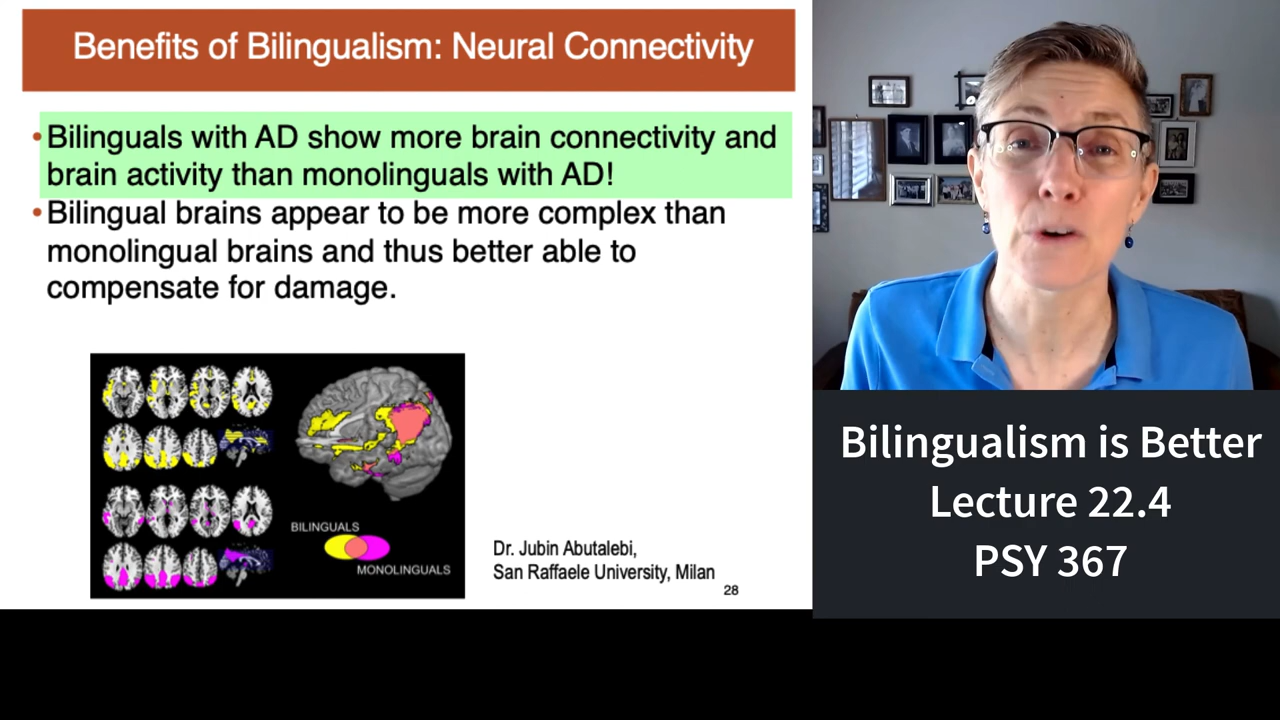 Benefits of Bilingualism: Neural Connectivity
•Bilinguals with AD show more brain connectivity and
brain activity than monolinguals with AD!
•Bilingual brains appear to be more complex than
monolingual brains and thus better able to
compensate for damage.
BILINGUALS
MONOLINGUALS
Dr. Jubin Abutalebi,
San Raffaele University, Milan
28
Bilingualism is Better
Lecture 22.4
PSY 367